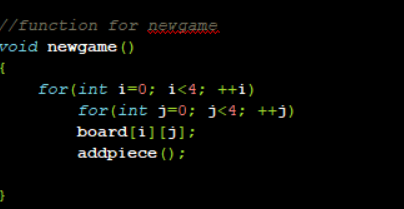 //function for newgame
void newgame()
{
for(int i=0; i<4; ++i)
for(int j=0; j<4; ++j)
board[i][j];
addpiece();
}